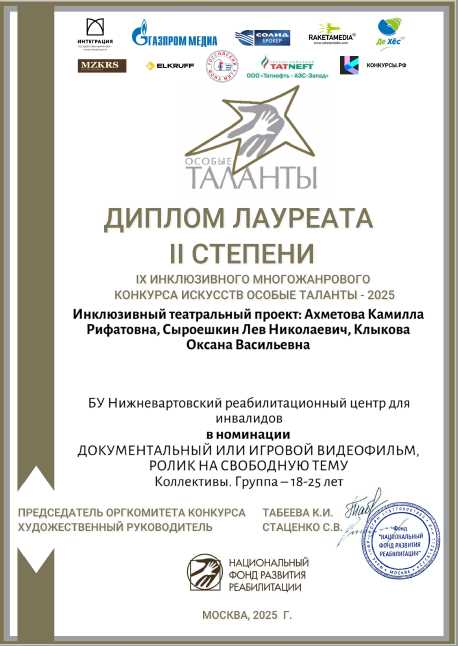 ИНТЕГРАЦИЯ
ГАЗПРОМ МЕДИА
СОЛИД
БРОКЕР
RAKETAMEDIA®
Де Хёс
MZKRS
ELKRUFF®
TATNEFT
ООО «Татнефть - АЗС-Запад»
КОНКУРСЫ.РФ
ОСОБЫЕ
ТАЛАНТЫ
ДИПЛОМ ЛАУРЕАТА
II СТЕПЕНИ
IX ИНКЛЮЗИВНОГО МНОГОЖАНРОВОГО
КОНКУРСА ИСКУССТВ ОСОБЫЕ ТАЛАНТЫ - 2025
Инклюзивный театральный проект: Ахметова Камилла
Рифатовна, Сыроешкин Лев Николаевич, Клыкова
Оксана Васильевна
БУ Нижневартовский реабилитационный центр для
инвалидов
в номинации
ДОКУМЕНТАЛЬНЫЙ ИЛИ ИГРОВОЙ ВИДЕОФИЛЬМ,
РОЛИК НА СВОБОДНУЮ ТЕМУ
Коллективы. Группа – 18-25 лет
ПРЕДСЕДАТЕЛЬ ОРГКОМИТЕТА КОНКУРСА ТАБЕЕВА К.И.
ХУДОЖЕСТВЕННЫЙ РУКОВОДИТЕЛЬ СТАЦЕНКО С.В.
Фонд
"НАЦИОНАЛЬНЫЙ
ФОНД РАЗВИТИЯ
РЕАБИЛИТАЦИИ"
НАЦИОНАЛЬНЫЙ
ФОНД РАЗВИТИЯ
РЕАБИЛИТАЦИИ
МОСКВА, 2025 Г.